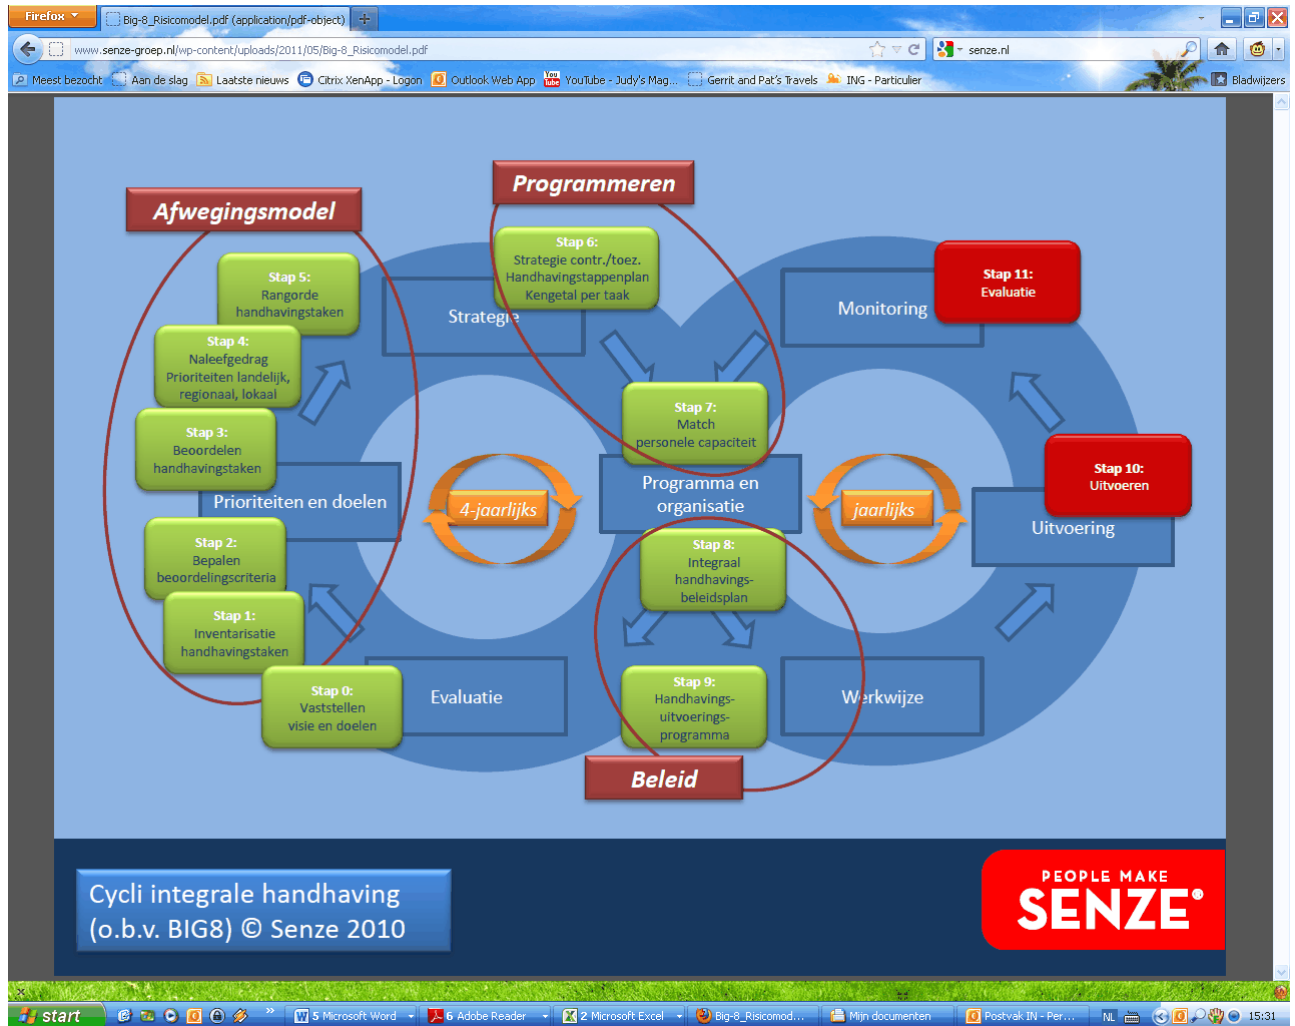 Firefox
Big-8_Risicomodel.pdf (application/pdf-object)
www.senze-groep.nl/wp-content/uploads/2011/05/Big-8_Risicomodel.pdf
senze.nl
Meest bezocht
Aan de slag
Laatste nieuws
Citrix XenApp - Logon
Outlook Web App
YouTube - Judy's Mag...
Gerrit and Pat's Travels
ING - Particulier
Bladwijzers
Programmeren
Afwegingsmodel
Stap 6:
Strategie contr./toez.
Handhavingstappenplan
Kengetal per taak
Stap 5:
Rangorde
handhavingstaken
Strategie
Monitoring
Stap 11:
Evaluatie
Stap 4:
Naleefgedrag
Prioriteiten landelijk,
regionaal, lokaal
Stap 7:
Match
personele capaciteit
Stap 3:
Beoordelen
handhavingstaken
Stap 10:
Uitvoeren
Prioriteiten en doelen
4-jaarlijks
Programma en
organisatie
jaarlijks
Uitvoering
Stap 2:
Bepalen
beoordelingscriteria
Stap 8:
Integraal
handhavings-
beleidsplan
Stap 1:
Inventarisatie
handhavingstaken
Stap 0:
Vaststellen
visie en doelen
Evaluatie
Stap 9:
Handhavings-
uitvoerings-
programma
Werkwijze
Beleid
Cycli integrale handhaving
(o.b.v. BIG8) © Senze 2010
PEOPLE MAKE
SENZE®
start
5 Microsoft Word
6 Adobe Reader
2 Microsoft Excel
Big-8_Risicomod...
Mijn documenten
Postvak IN - Per...
NL
15:31